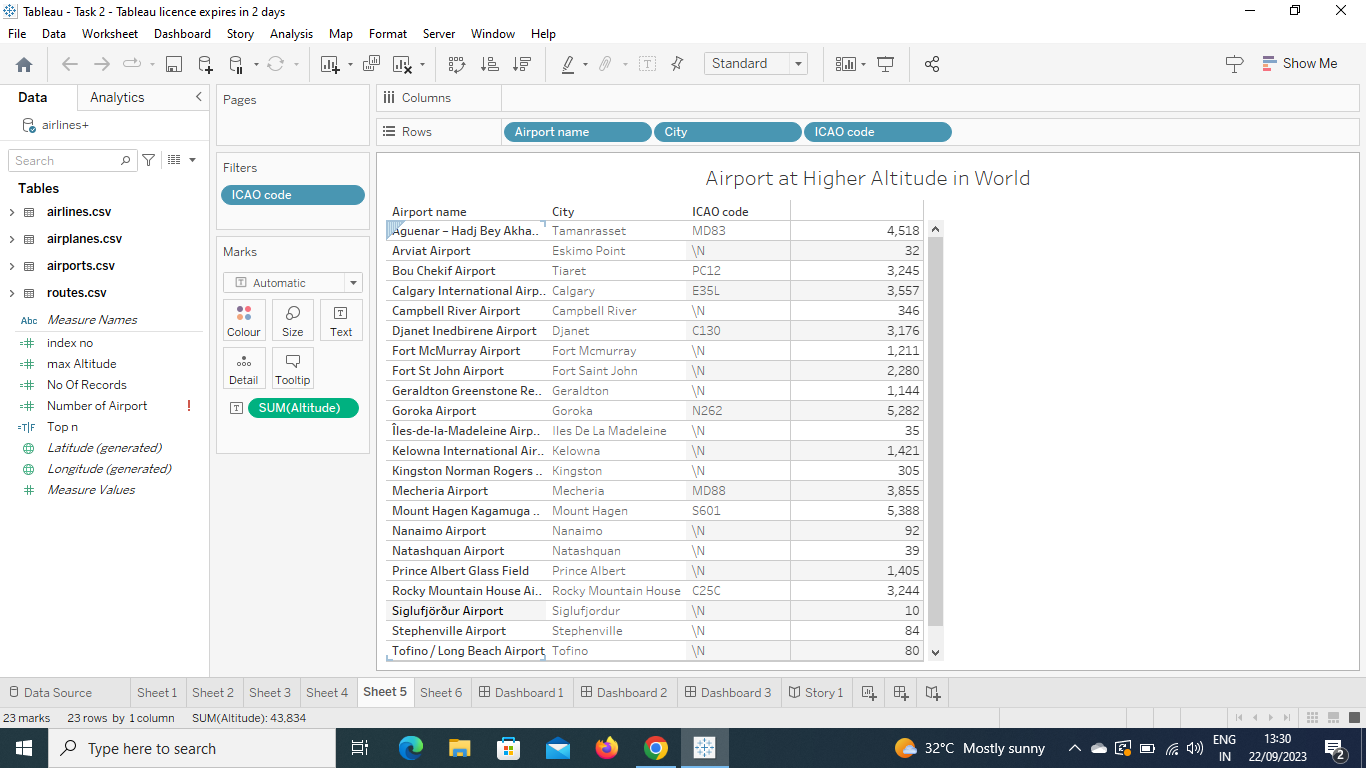 Tableau - Task 2 - Tableau licence expires in 2 days
File Data Worksheet Dashboard Story Analysis Map Format Server Window Help
Standard
Show Me
Data Analytics
airlines+
Search
Tables
airlines.csv
airplanes.csv
airports.csv
routes.csv
Abc Measure Names
index no
max Altitude
No Of Records
Number of Airport !
T|F Top n
Latitude (generated)
Longitude (generated)
Measure Values
Pages
Filters
ICAO code
Marks
Automatic
Colour Size Text
Detail Tooltip
SUM(Altitude)
Columns
Rows Airport name City ICAO code
Airport at Higher Altitude in World
Airport name City ICAO code
Aguenar – Hadj Bey Akha.. Tamanrasset MD83 4,518
Arviat Airport Eskimo Point \N 32
Bou Chekif Airport Tiaret PC12 3,245
Calgary International Airp.. Calgary E35L 3,557
Campbell River Airport Campbell River \N 346
Djanet Inedbirene Airport Djanet C130 3,176
Fort McMurray Airport Fort Mcmurray \N 1,211
Fort St John Airport Fort Saint John \N 2,280
Geraldton Greenstone Re.. Geraldton \N 1,144
Goroka Airport Goroka N262 5,282
Îles-de-la-Madeleine Airp.. Iles De La Madeleine \N 35
Kelowna International Air.. Kelowna \N 1,421
Kingston Norman Rogers .. Kingston \N 305
Mecheria Airport Mecheria MD88 3,855
Mount Hagen Kagamuga .. Mount Hagen S601 5,388
Nanaimo Airport Nanaimo \N 92
Natashquan Airport Natashquan \N 39
Prince Albert Glass Field Prince Albert \N 1,405
Rocky Mountain House Ai.. Rocky Mountain House C25C 3,244
Siglufjörður Airport Siglufjordur \N 10
Stephenville Airport Stephenville \N 84
Tofino / Long Beach Airport Tofino \N 80
Data Source Sheet 1 Sheet 2 Sheet 3 Sheet 4 Sheet 5 Sheet 6 Dashboard 1 Dashboard 2 Dashboard 3 Story 1
23 marks 23 rows by 1 column SUM(Altitude): 43,834
Type here to search
32°C Mostly sunny
ENG
IN
13:30
22/09/2023
2